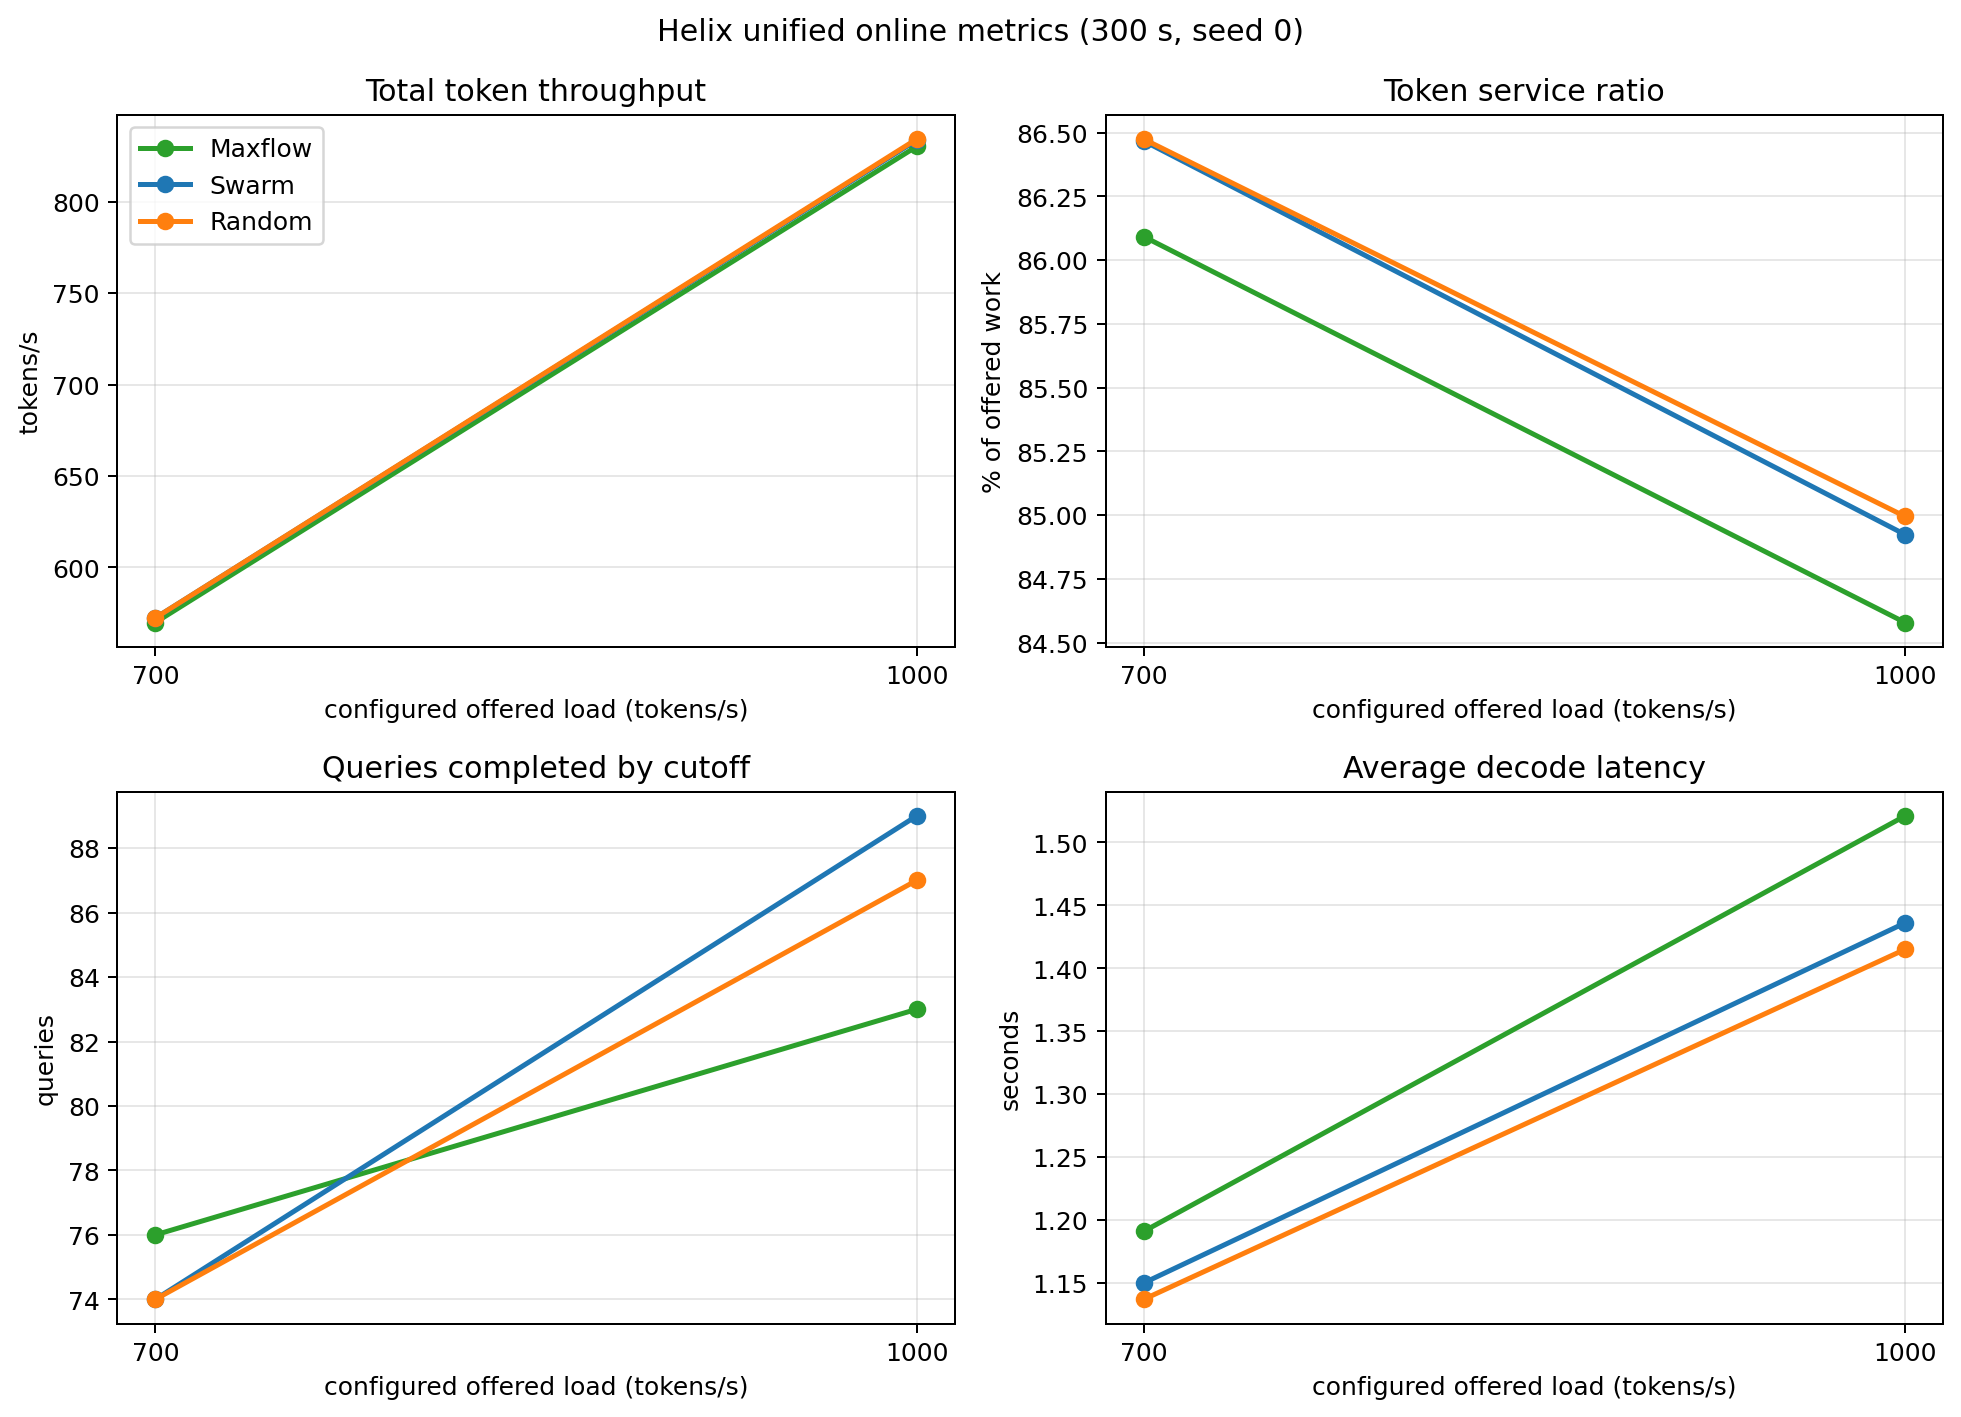 Helix unified online metrics (300 s, seed 0)
Total token throughput
Maxflow
Swarm
Random
800
750
700
650
600
tokens/s
700
1000
configured offered load (tokens/s)
Token service ratio
86.50
86.25
86.00
85.75
85.50
85.25
85.00
84.75
84.50
% of offered work
700
1000
configured offered load (tokens/s)
Queries completed by cutoff
88
86
84
82
80
78
76
74
queries
700
1000
configured offered load (tokens/s)
Average decode latency
1.50
1.45
1.40
1.35
1.30
1.25
1.20
1.15
seconds
700
1000
configured offered load (tokens/s)